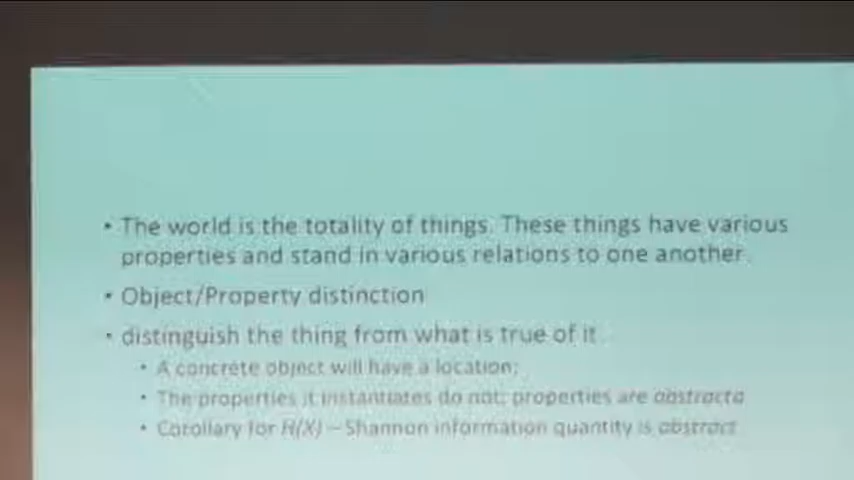 • The world is the totality of things. These things have various
properties and stand in various relations to one another.
• Object/Property distinction
• distinguish the thing from what is true of it
• A concrete object will have a location;
• The properties it instantiates do not; properties are abstracta
• Corollary for H(X) – Shannon information quantity is abstract